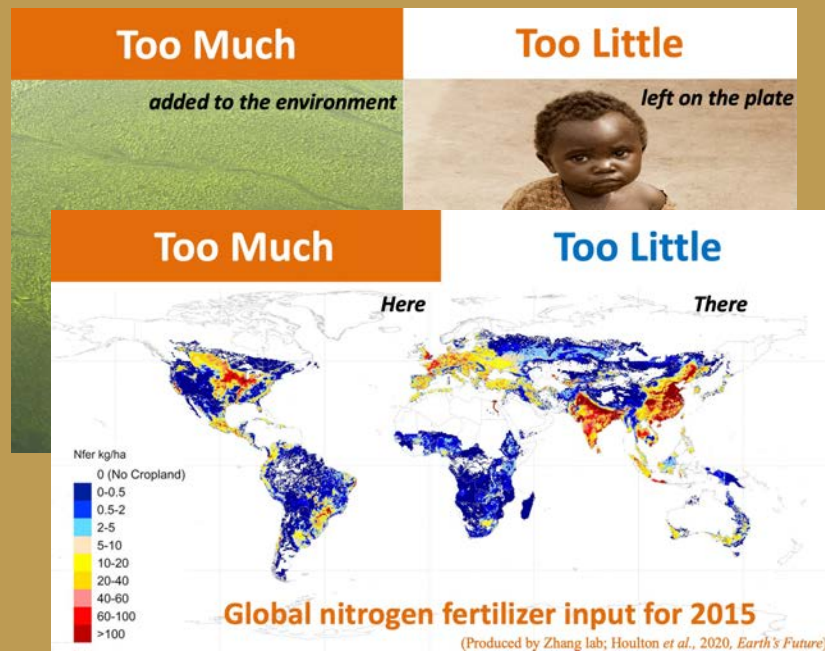 Too Much
Too Little
added to the environment
left on the plate
Too Much
Too Little
Here
There
Nfer kg/ha
0 (No Cropland)
0-0.5
0.5-2
2-5
5-10
10-20
20-40
40-60
60-100
>100
Global nitrogen fertilizer input for 2015
(Produced by Zhang lab; Houlton et al., 2020, Earth's Future)